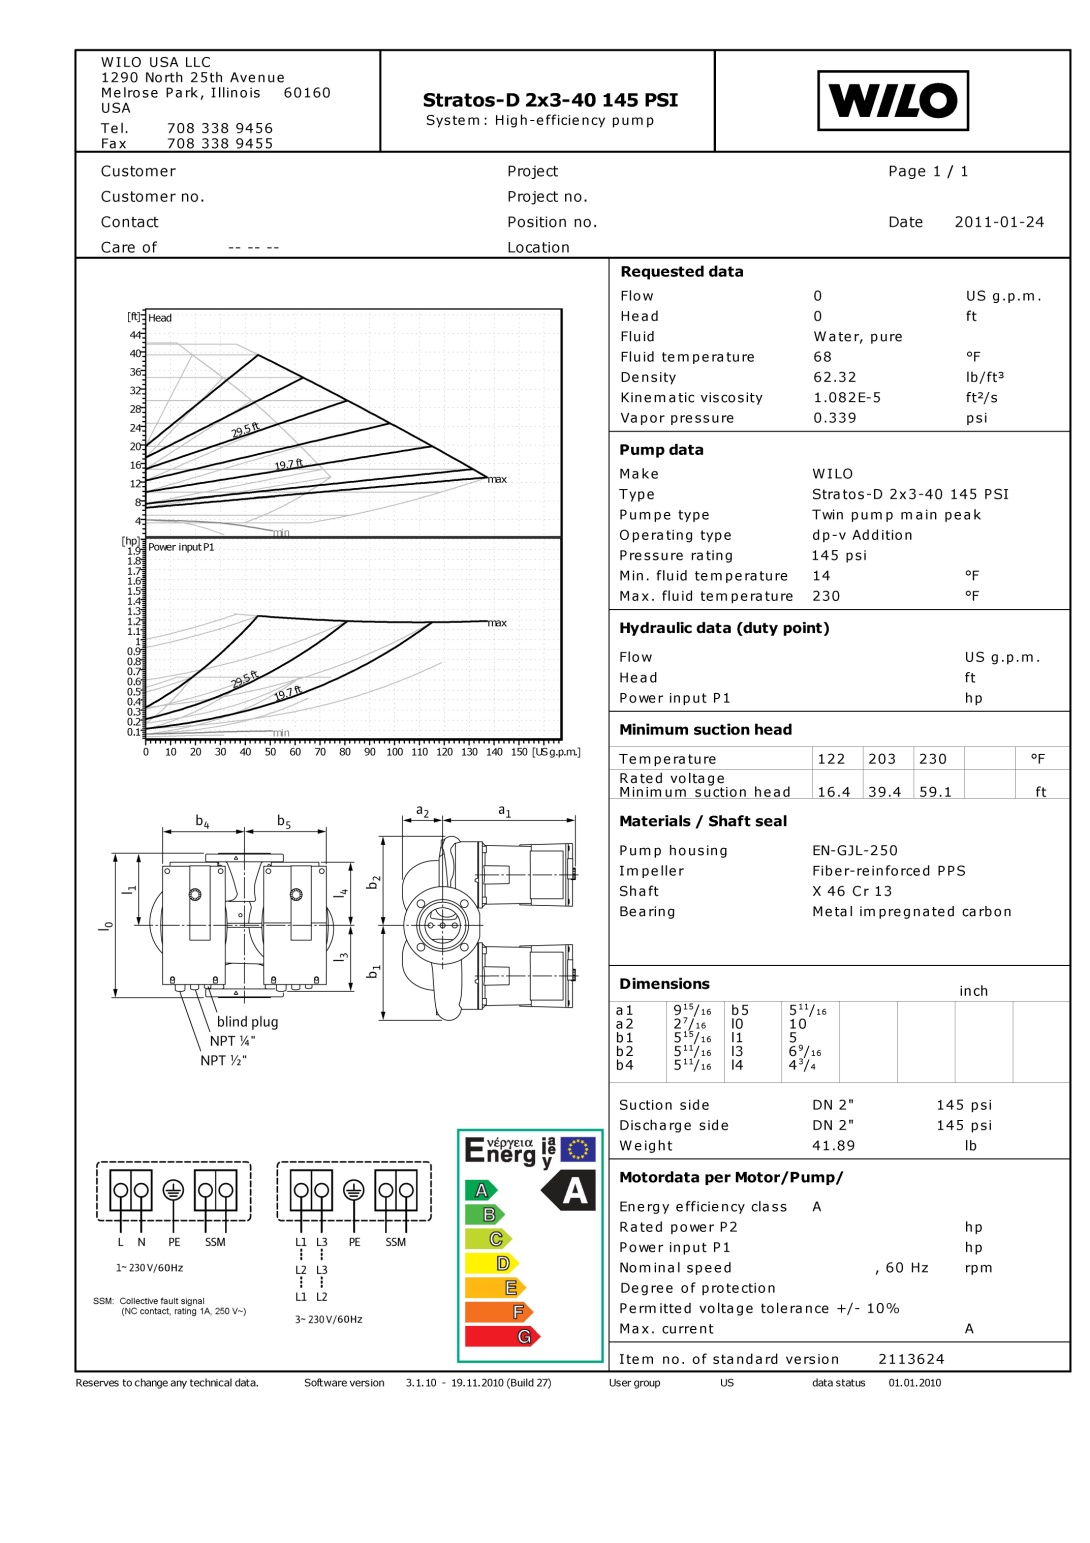 WILO USA LLC
1290 North 25th Avenue
Melrose Park, Illinois 60160
USA
Tel. 708 338 9456
Fax 708 338 9455
Stratos-D 2x3-40 145 PSI
System: High-efficiency pump
WILO
Customer
Customer no.
Contact
Care of -- -- --
Project
Project no.
Position no.
Location
Page 1 / 1
Date 2011-01-24
[ft] Head
44
40
36
32
28
24
20
16
12
8
4
29.5 ft
19.7 ft
max
min
[hp] Power input P1
1.9
1.8
1.7
1.6
1.5
1.4
1.3
1.2
1.1
1
0.9
0.8
0.7
0.6
0.5
0.4
0.3
0.2
0.1
29.5 ft
19.7 ft
max
min
0 10 20 30 40 50 60 70 80 90 100 110 120 130 140 150 [US g.p.m.]
b4 b5
a2 a1
l0
l1
l4
l3
b2
b1
blind plug
NPT ¼"
NPT ½"
L N PE SSM
1~ 230 V/60Hz
SSM: Collective fault signal
(NC contact, rating 1A, 250 V~)
L1 L3 PE SSM
L2 L3
L1 L2
3~ 230 V/60Hz
Energ
ενέργεια
ia
ie
y
A
A
B
C
D
E
F
G
Requested data
Flow 0 US g.p.m.
Head 0 ft
Fluid Water, pure
Fluid temperature 68 °F
Density 62.32 lb/ft³
Kinematic viscosity 1.082E-5 ft²/s
Vapor pressure 0.339 psi
Pump data
Make WILO
Type Stratos-D 2x3-40 145 PSI
Pumpe type Twin pump main peak
Operating type dp-v Addition
Pressure rating 145 psi
Min. fluid temperature 14 °F
Max. fluid temperature 230 °F
Hydraulic data (duty point)
Flow US g.p.m.
Head ft
Power input P1 hp
Minimum suction head
Temperature 122 203 230 °F
Rated voltage
Minimum suction head 16.4 39.4 59.1 ft
Materials / Shaft seal
Pump housing EN-GJL-250
Impeller Fiber-reinforced PPS
Shaft X 46 Cr 13
Bearing Metal impregnated carbon
Dimensions inch
a1 9 15/16 b5 5 11/16
a2 2 7/16 l0 10
b1 5 15/16 l1 5
b2 5 11/16 l3 6 9/16
b4 5 11/16 l4 4 3/4
Suction side DN 2" 145 psi
Discharge side DN 2" 145 psi
Weight 41.89 lb
Motordata per Motor/Pump/
Energy efficiency class A
Rated power P2 hp
Power input P1 hp
Nominal speed , 60 Hz rpm
Degree of protection
Permitted voltage tolerance +/- 10%
Max. current A
Item no. of standard version 2113624
Reserves to change any technical data. Software version 3.1.10 - 19.11.2010 (Build 27) User group US data status 01.01.2010